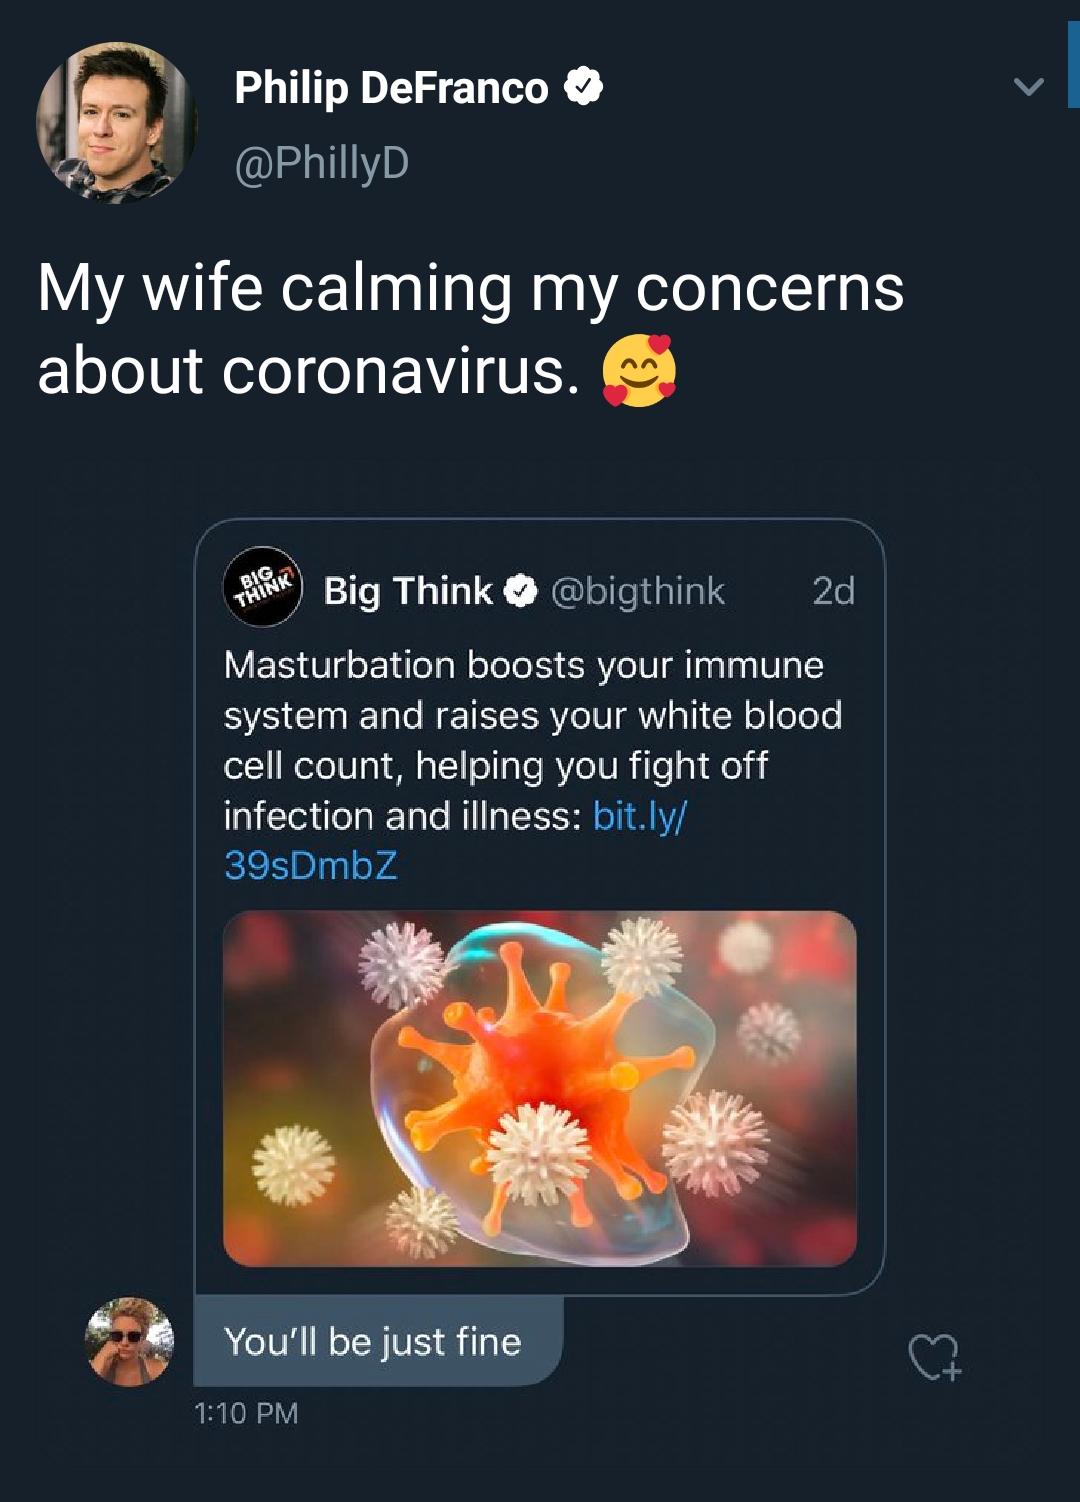 Philip DeFranco
@PhillyD
My wife calming my concerns
about coronavirus. 🥰
BIG
THINK
Big Think @bigthink 2d
Masturbation boosts your immune
system and raises your white blood
cell count, helping you fight off
infection and illness: bit.ly/
39sDmbZ
You'll be just fine
1:10 PM